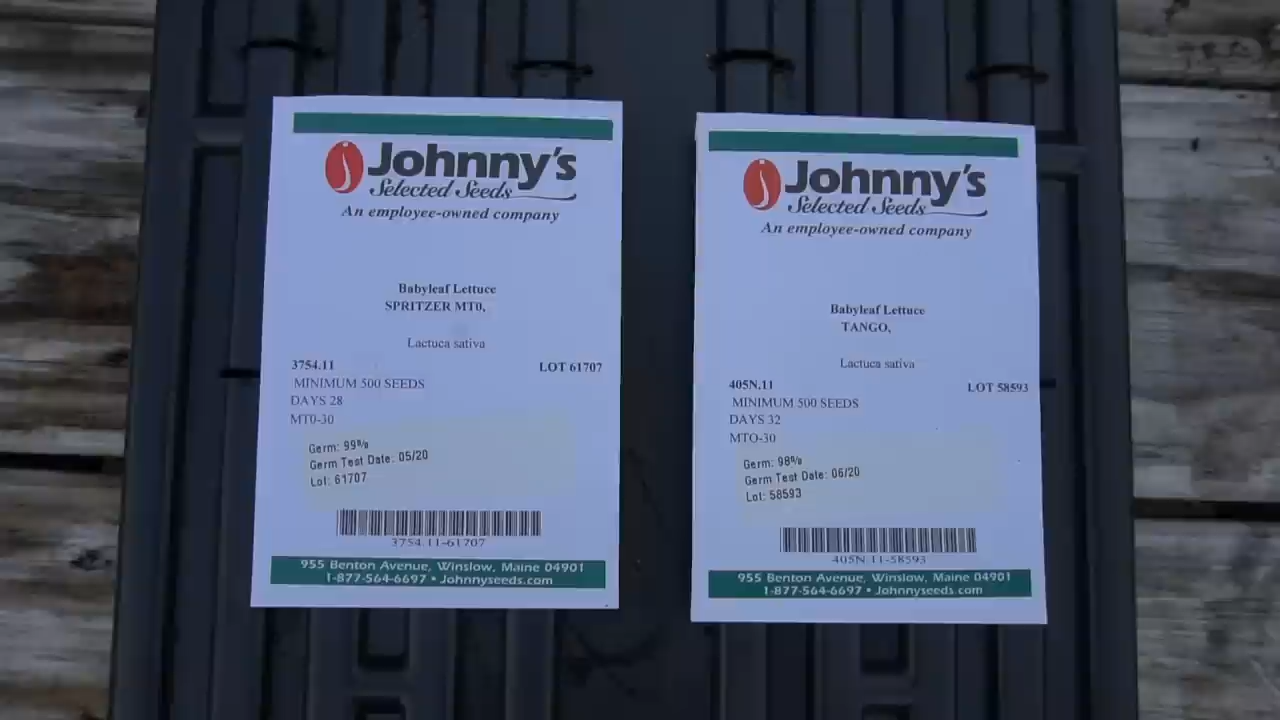 Johnny's
Selected Seeds
An employee-owned company
Babyleaf Lettuce
SPRITZER MT0,
Lactuca sativa
3754.11
LOT 61707
MINIMUM 500 SEEDS
DAYS 28
MT0-30
Germ: 99%
Germ Test Date: 05/20
Lot: 61707
3754.11-61707
955 Benton Avenue, Winslow, Maine 04901
1-877-564-6697 • Johnnyseeds.com
Johnny's
Selected Seeds
An employee-owned company
Babyleaf Lettuce
TANGO,
Lactuca sativa
405N.11
LOT 58593
MINIMUM 500 SEEDS
DAYS 32
MTO-30
Germ: 98%
Germ Test Date: 06/20
Lot: 58593
405N.11-58593
955 Benton Avenue, Winslow, Maine 04901
1-877-564-6697 • Johnnyseeds.com